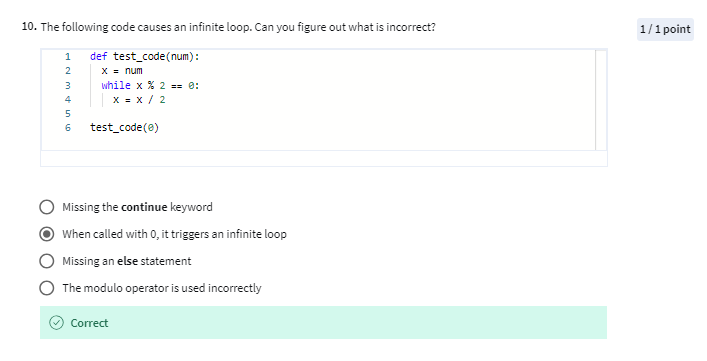 10. The following code causes an infinite loop. Can you figure out what is incorrect?
1 / 1 point
1 def test_code(num):
2 x = num
3 while x % 2 == 0:
4 x = x / 2
5
6 test_code(0)
Missing the continue keyword
When called with 0, it triggers an infinite loop
Missing an else statement
The modulo operator is used incorrectly
Correct